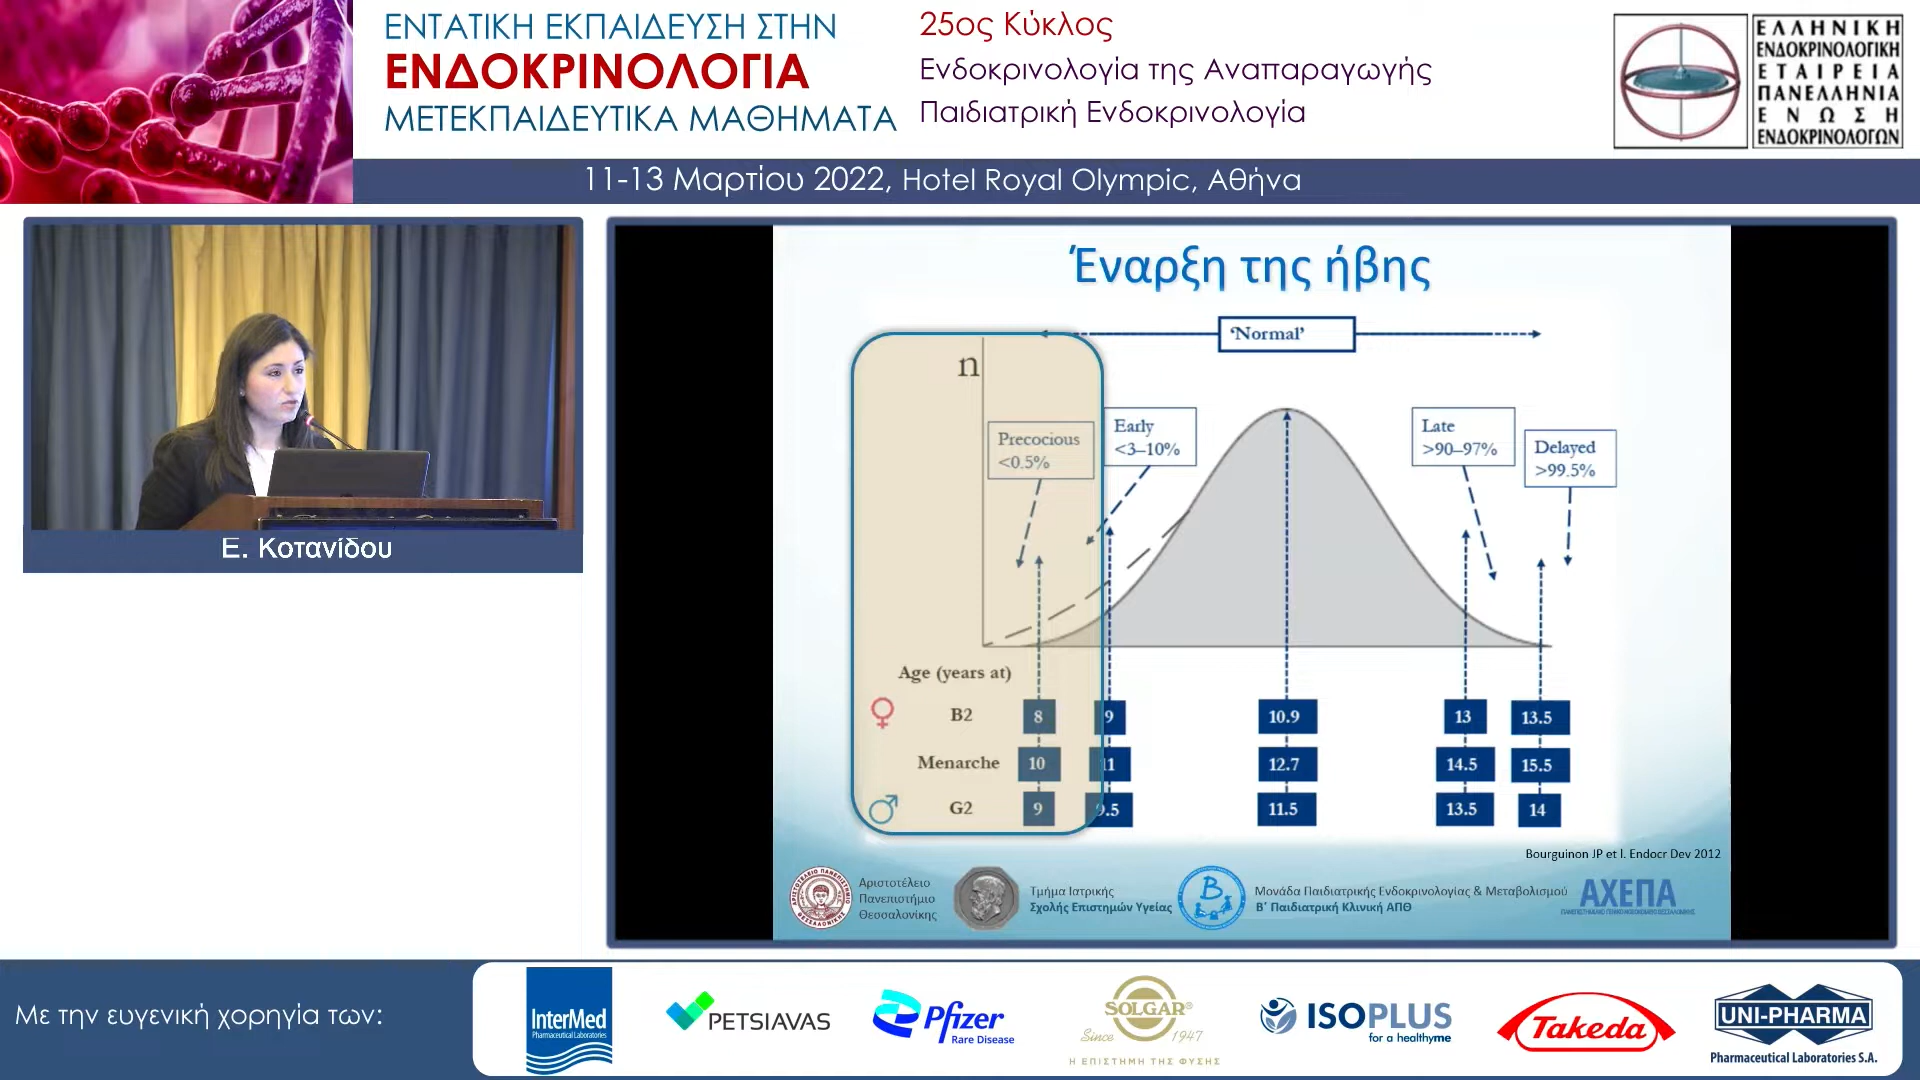 ΕΝΤΑΤΙΚΗ ΕΚΠΑΙΔΕΥΣΗ ΣΤΗΝ
ΕΝΔΟΚΡΙΝΟΛΟΓΙΑ
ΜΕΤΕΚΠΑΙΔΕΥΤΙΚΑ ΜΑΘΗΜΑΤΑ
25ος Κύκλος
Ενδοκρινολογία της Αναπαραγωγής
Παιδιατρική Ενδοκρινολογία
ΕΛΛΗΝΙΚΗ
ΕΝΔΟΚΡΙΝΟΛΟΓΙΚΗ
ΕΤΑΙΡΕΙΑ
ΠΑΝΕΛΛΗΝΙΑ
ΕΝΩΣΗ
ΕΝΔΟΚΡΙΝΟΛΟΓΩΝ
11-13 Μαρτίου 2022, Hotel Royal Olympic, Αθήνα
Ε. Κοτανίδου
Έναρξη της ήβης
'Normal'
n
Precocious
<0.5%
Early
<3–10%
Late
>90–97%
Delayed
>99.5%
Age (years at)
♀ B2 8 9 10.9 13 13.5
Menarche 10 11 12.7 14.5 15.5
♂ G2 9 9.5 11.5 13.5 14
Bourguinon JP et l. Endocr Dev 2012
Αριστοτέλειο
Πανεπιστήμιο
Θεσσαλονίκης
Τμήμα Ιατρικής
Σχολής Επιστημών Υγείας
Μονάδα Παιδιατρικής Ενδοκρινολογίας & Μεταβολισμού
Β΄ Παιδιατρική Κλινική ΑΠΘ
ΑΧΕΠΑ
Με την ευγενική χορηγία των:
InterMed
Pharmaceutical Laboratories
PETSIAVAS
Pfizer
Rare Disease
SOLGAR®
Since 1947
Η ΕΠΙΣΤΗΜΗ ΤΗΣ ΦΥΣΗΣ
ISOPLUS
for a healthyme
Takeda
UNI-PHARMA
Pharmaceutical Laboratories S.A.